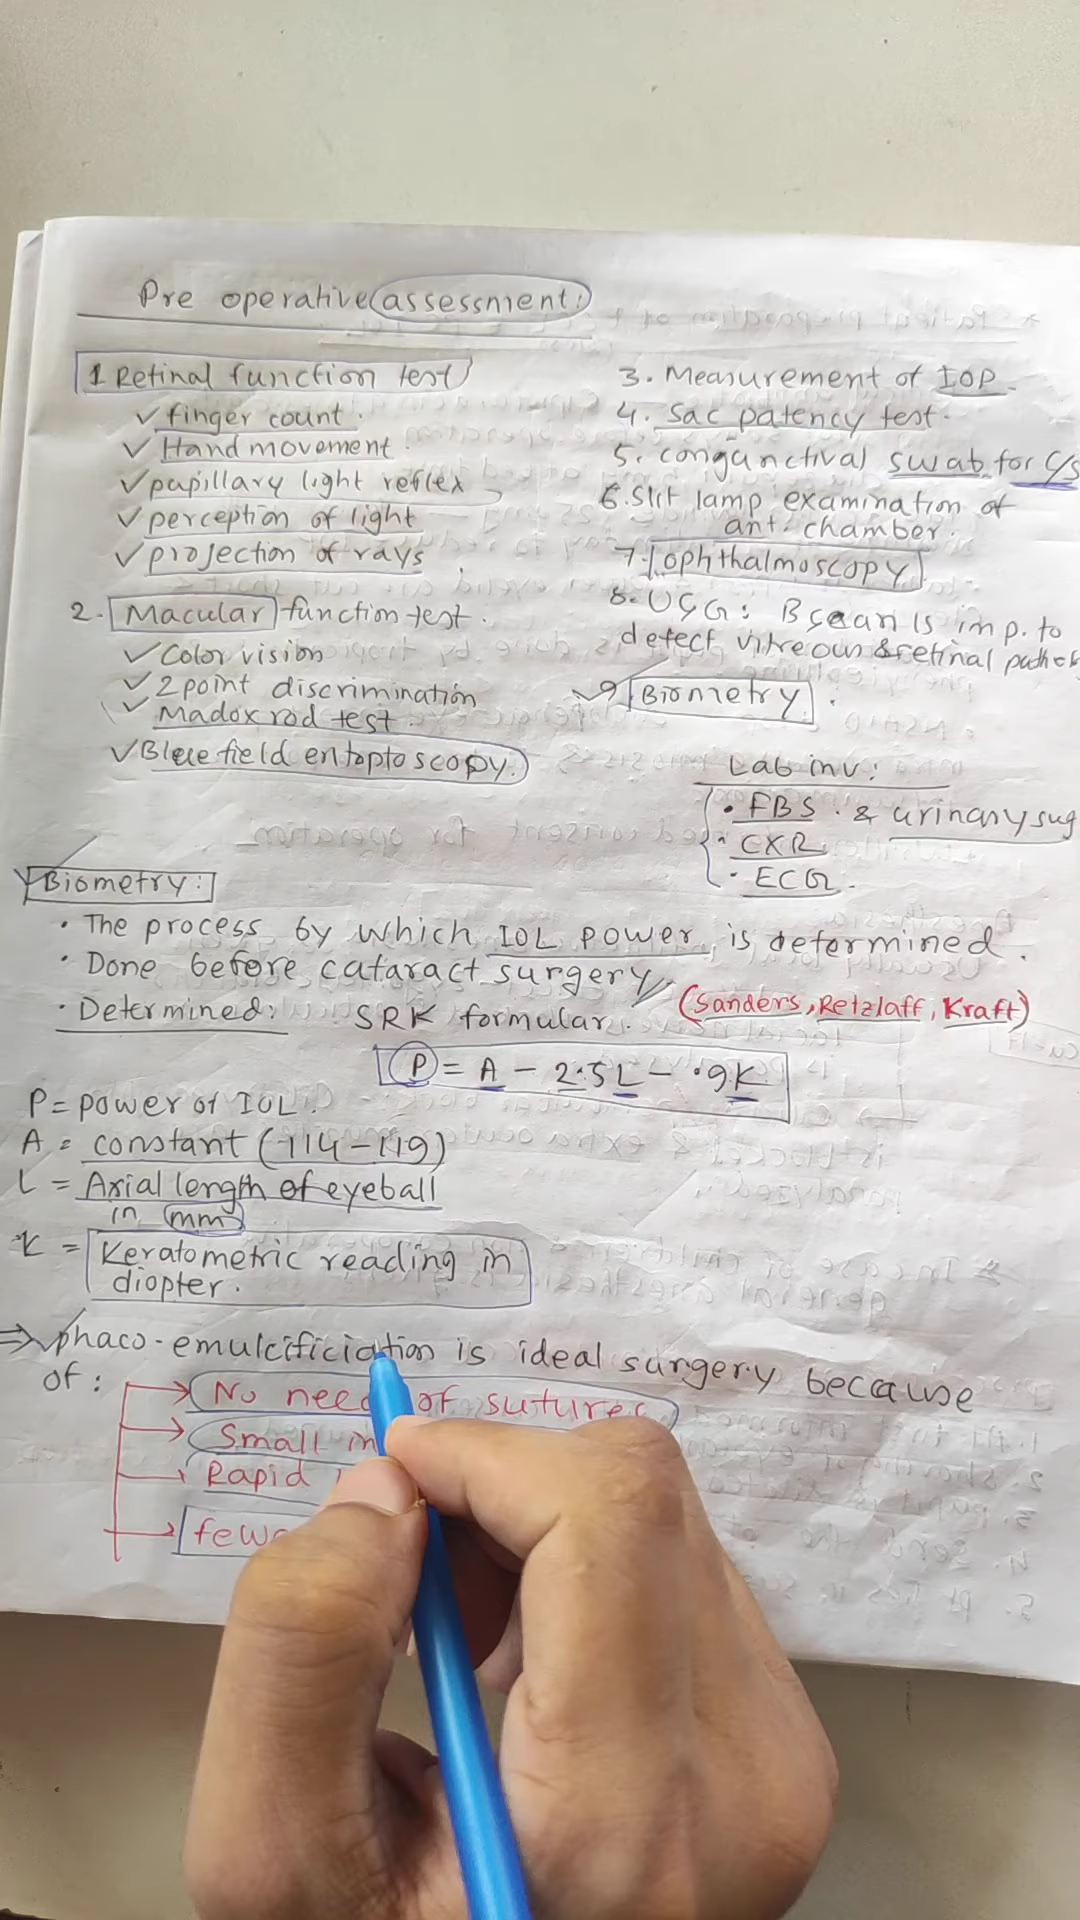 Pre operative assessment:
1 Retinal function test
✓ finger count.
✓ Hand movement
✓ pupillary light reflex
✓ perception of light
✓ projection of rays
2. Macular function test.
✓ Color vision
✓ 2 point discrimination
✓ Madox rod test.
✓ Blue field entoptoscopy.
3. Measurement of IOP.
4. Sac patency test.
5. congunctival swab for C/S
6. Slit lamp examination of
ant. chamber.
7. ophthalmoscopy
8. USG: B scan is imp. to
detect vitreous & retinal
9 Biometry.
Lab inv:
• FBS. & urinary sug
• CXR
• ECG.
Biometry:
• The process by which IOL power is determined.
• Done before cataract surgery
• Determined: SRK formular. (Sanders, Retzlaff, Kraft)
P = A - 2.5L - .9K
P = power of IOL.
A = constant (114-119)
L = Axial length of eyeball
in mm
K = Keratometric reading in
diopter.
⇒ ✓ phaco-emulcificiation is ideal surgery because
of:
→ No need of sutures
→ Small
→ Rapid
→